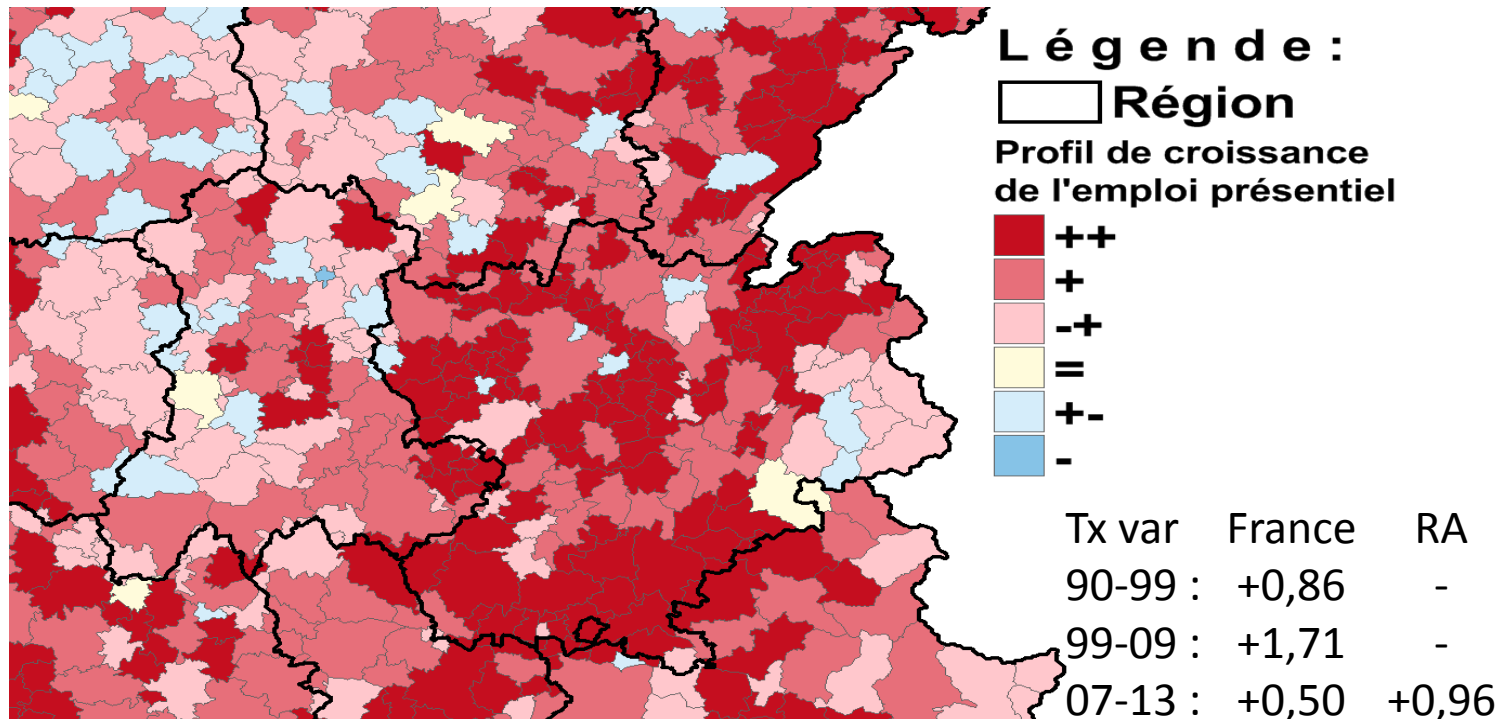 Légende :
Région
Profil de croissance
de l'emploi présentiel
++
+
-+
=
+-
-
Tx var France RA
90-99 : +0,86 -
99-09 : +1,71 -
07-13 : +0,50 +0,96